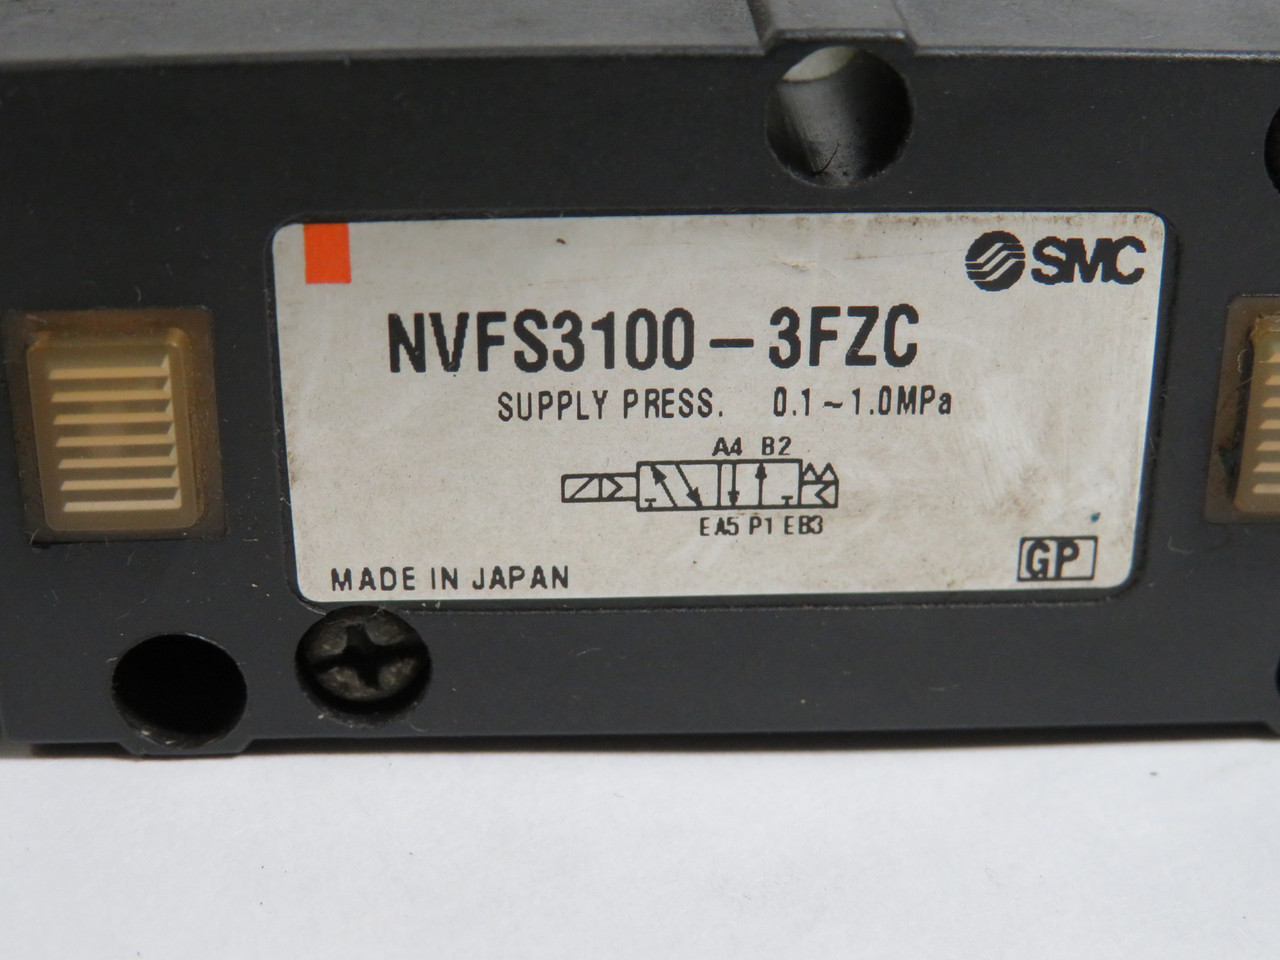 SMC
NVFS3100-3FZC
SUPPLY PRESS. 0.1~1.0MPa
A4 B2
EA5 P1 EB3
MADE IN JAPAN
GP